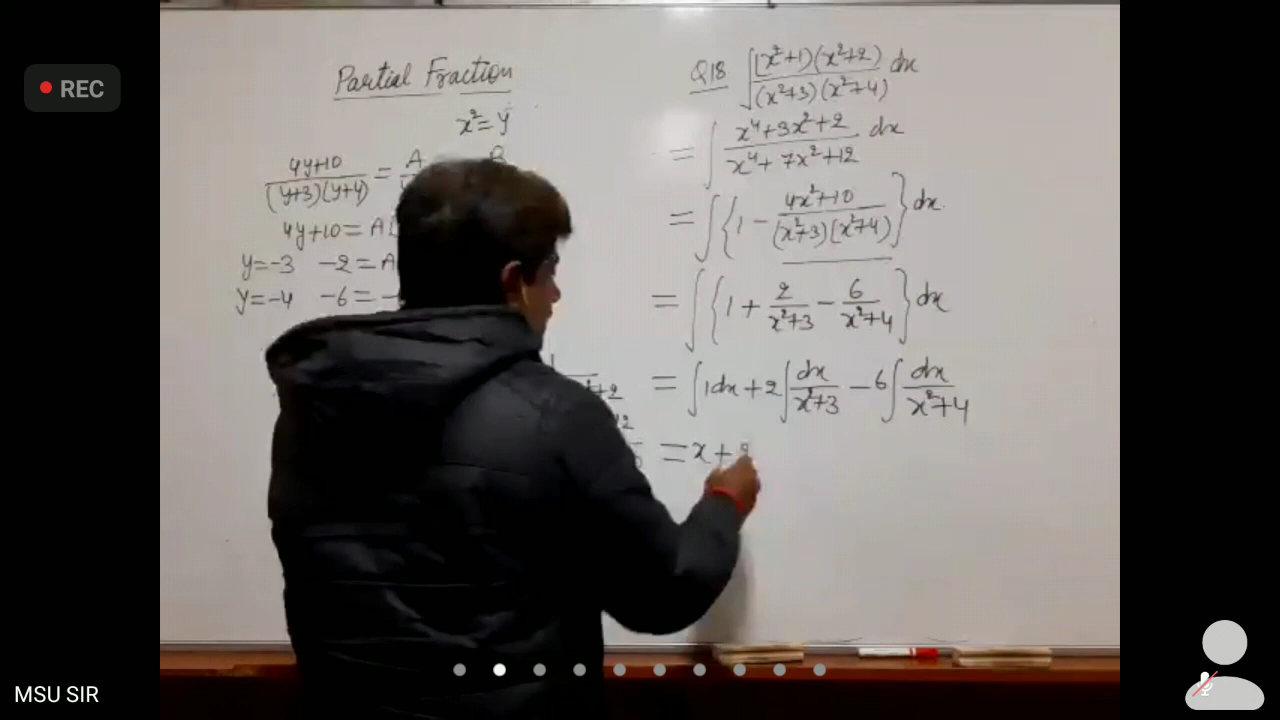 REC
Partial Fraction
x² = y
4y+10 / (y+3)(y+4) = A
4y+10 = A
y=-3 -2 = A
y=-4 -6 = -
Q18 ∫ (x²+1)(x²+2) / (x²+3)(x²+4) dx
= ∫ x⁴+3x²+2 / x⁴+7x²+12 dx
= ∫ { 1 - 4x²+10 / (x²+3)(x²+4) } dx
= ∫ { 1 + 2 / x²+3 - 6 / x²+4 } dx
= ∫ 1dx + 2 ∫ dx / x²+3 - 6 ∫ dx / x²+4
= x +
MSU SIR